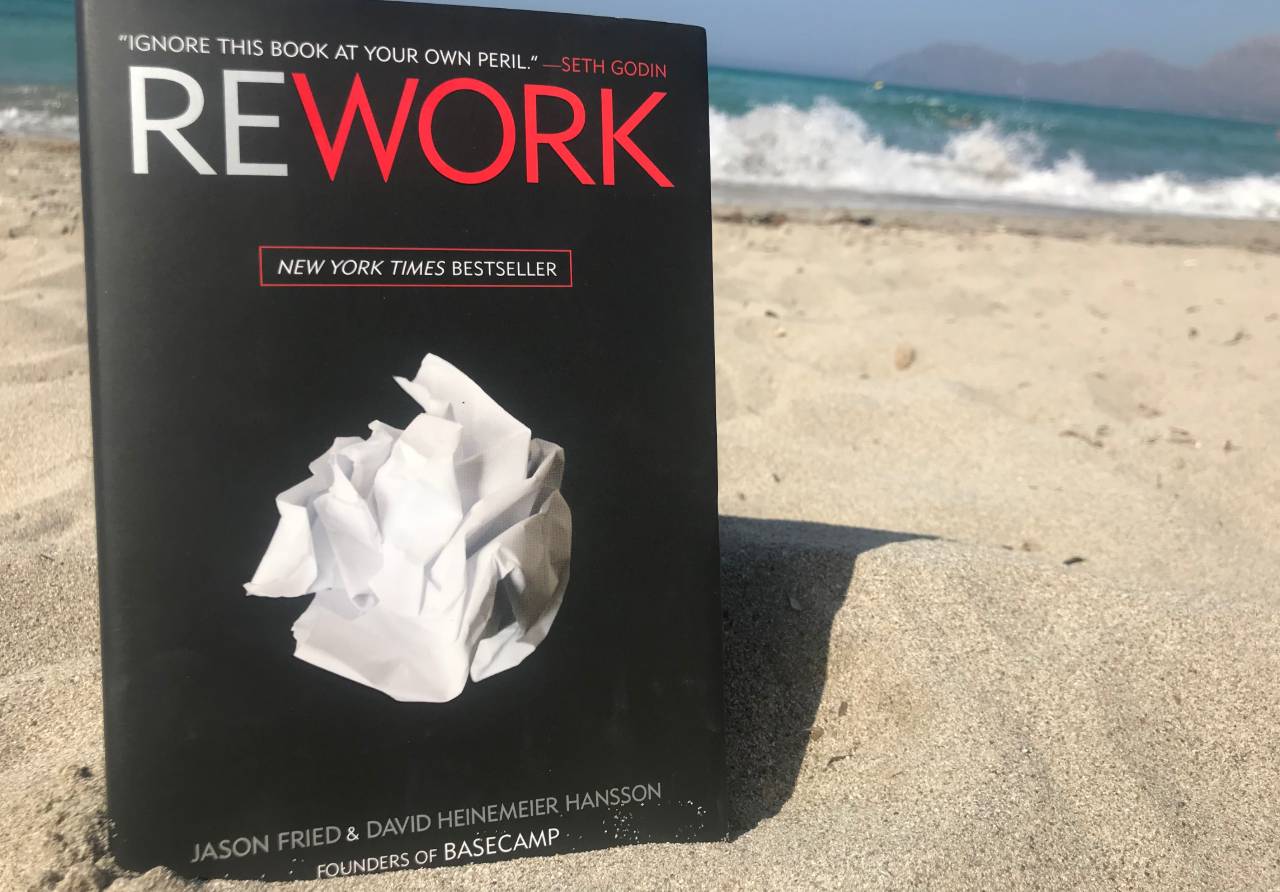 "IGNORE THIS BOOK AT YOUR OWN PERIL." —SETH GODIN
REWORK
NEW YORK TIMES BESTSELLER
JASON FRIED & DAVID HEINEMEIER HANSSON
FOUNDERS OF BASECAMP